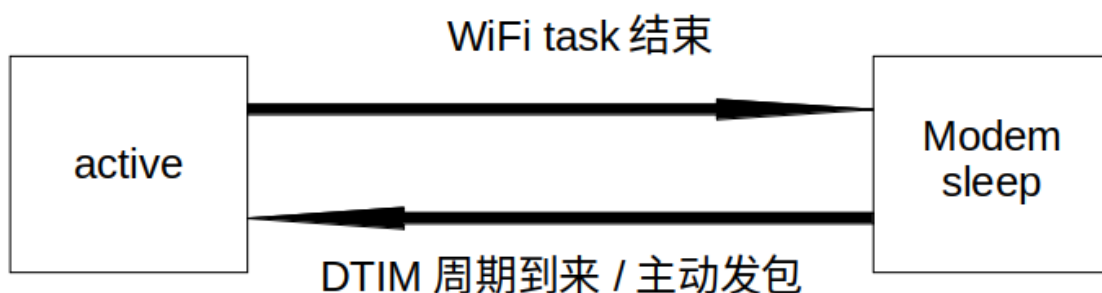 WiFi task 结束
active
Modem
sleep
DTIM 周期到来 / 主动发包